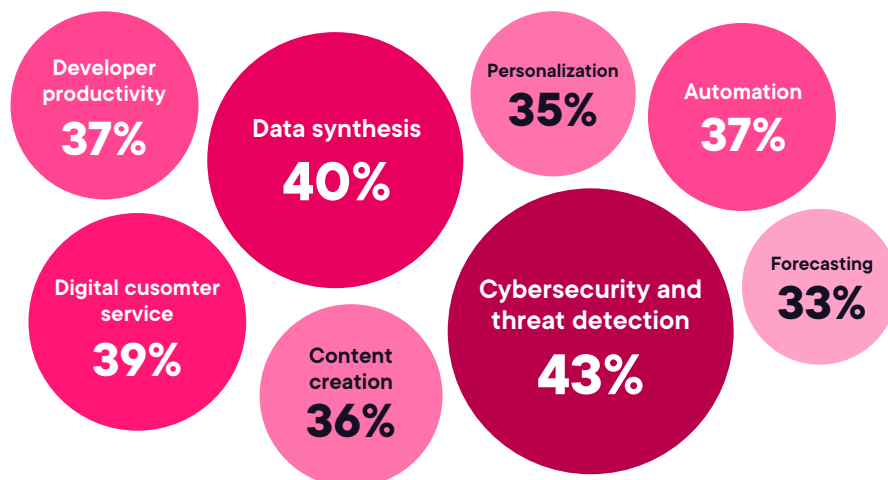 Developer
productivity
37%
Data synthesis
40%
Personalization
35%
Automation
37%
Digital cusomter
service
39%
Content
creation
36%
Cybersecurity and
threat detection
43%
Forecasting
33%